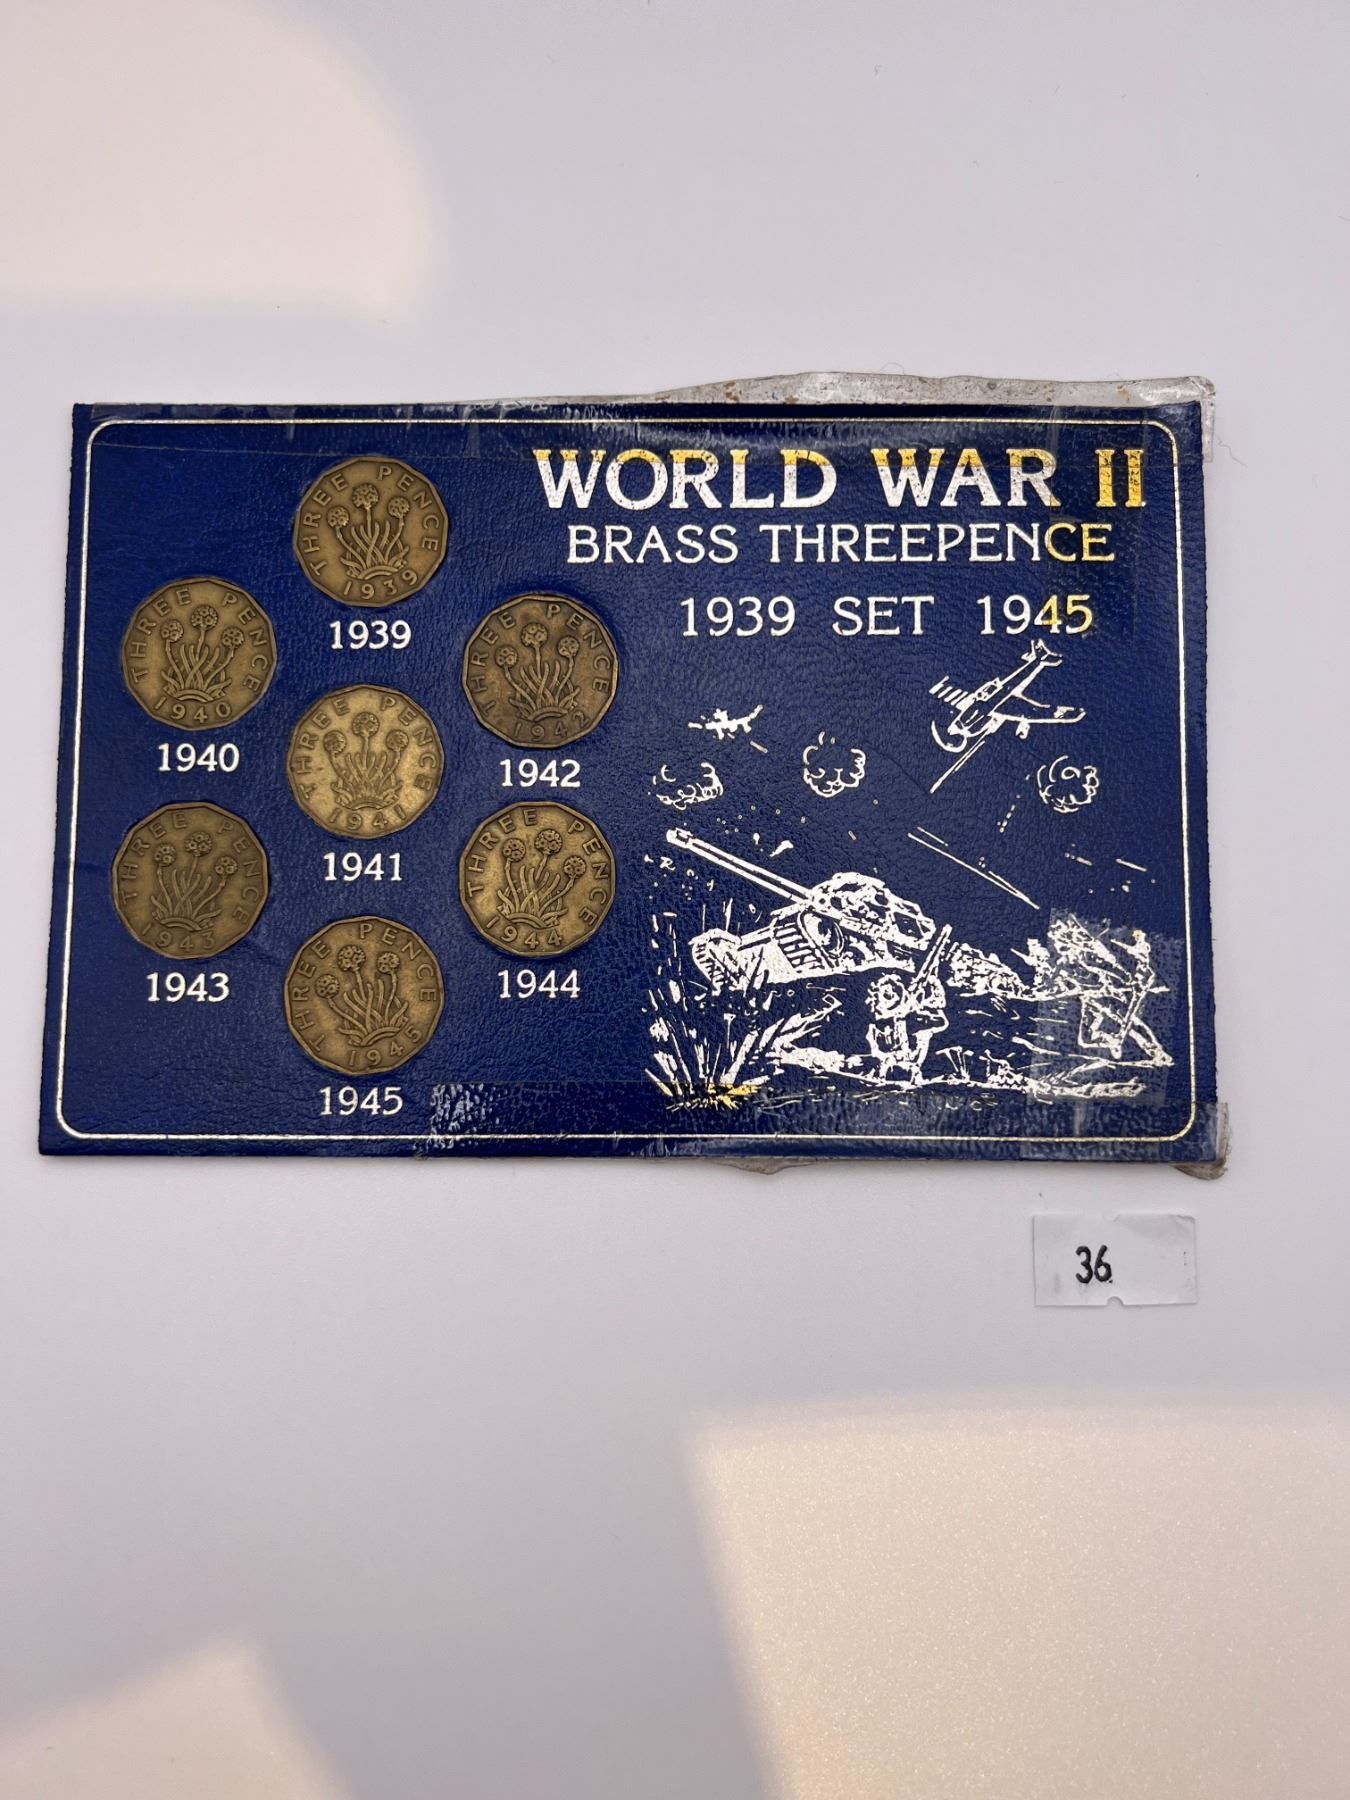 WORLD WAR II
BRASS THREEPENCE
1939 SET 1945
THREE PENCE
1939
1939
THREE PENCE
1940
1940
THREE PENCE
1942
1942
THREE PENCE
1941
1941
THREE PENCE
1943
1943
THREE PENCE
1944
1944
THREE PENCE
1945
1945
36